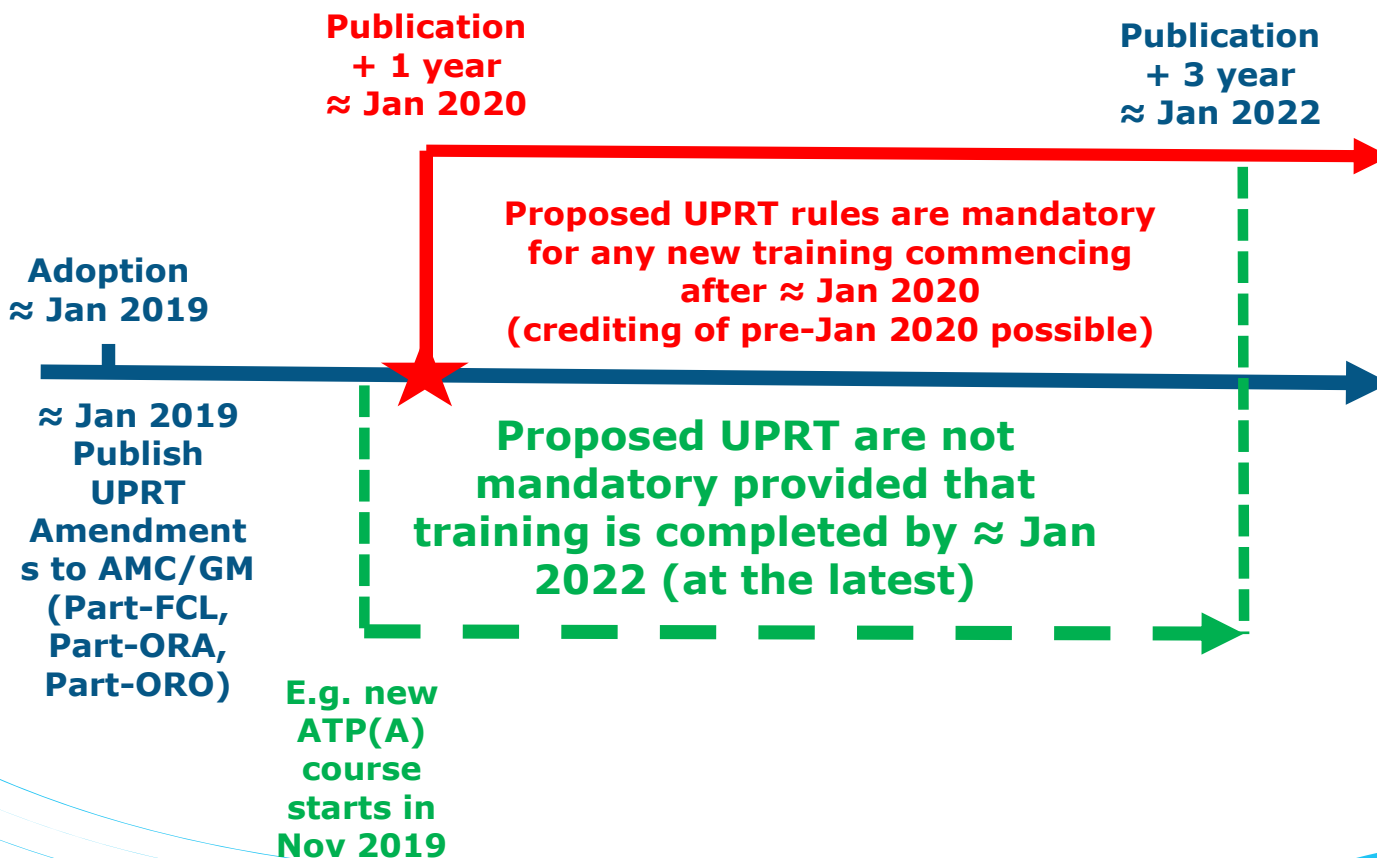 Publication
+ 1 year
≈ Jan 2020
Publication
+ 3 year
≈ Jan 2022
Proposed UPRT rules are mandatory
for any new training commencing
after ≈ Jan 2020
(crediting of pre-Jan 2020 possible)
Adoption
≈ Jan 2019
≈ Jan 2019
Publish
UPRT
Amendment
s to AMC/GM
(Part-FCL,
Part-ORA,
Part-ORO)
Proposed UPRT are not
mandatory provided that
training is completed by ≈ Jan
2022 (at the latest)
E.g. new
ATP(A)
course
starts in
Nov 2019